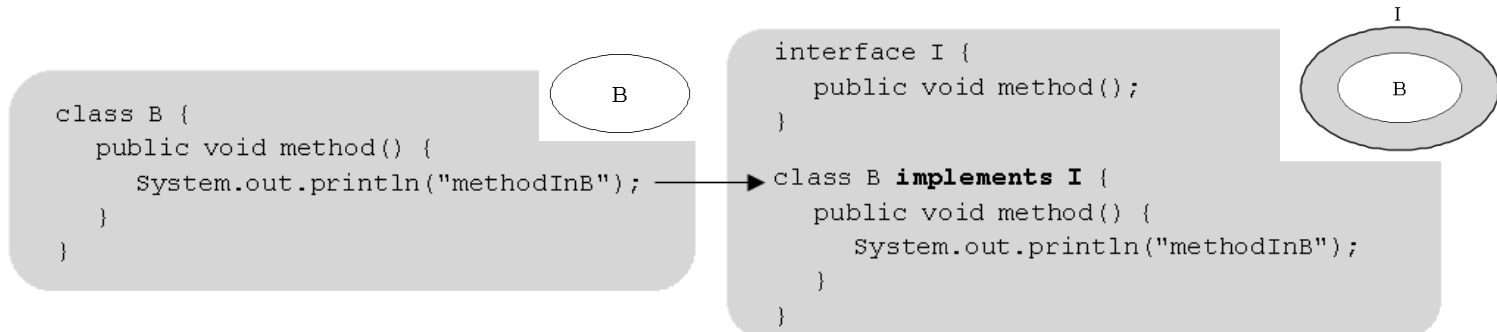 B
class B {
public void method() {
System.out.println("methodInB");
}
}
I
B
interface I {
public void method();
}
class B implements I {
public void method() {
System.out.println("methodInB");
}
}